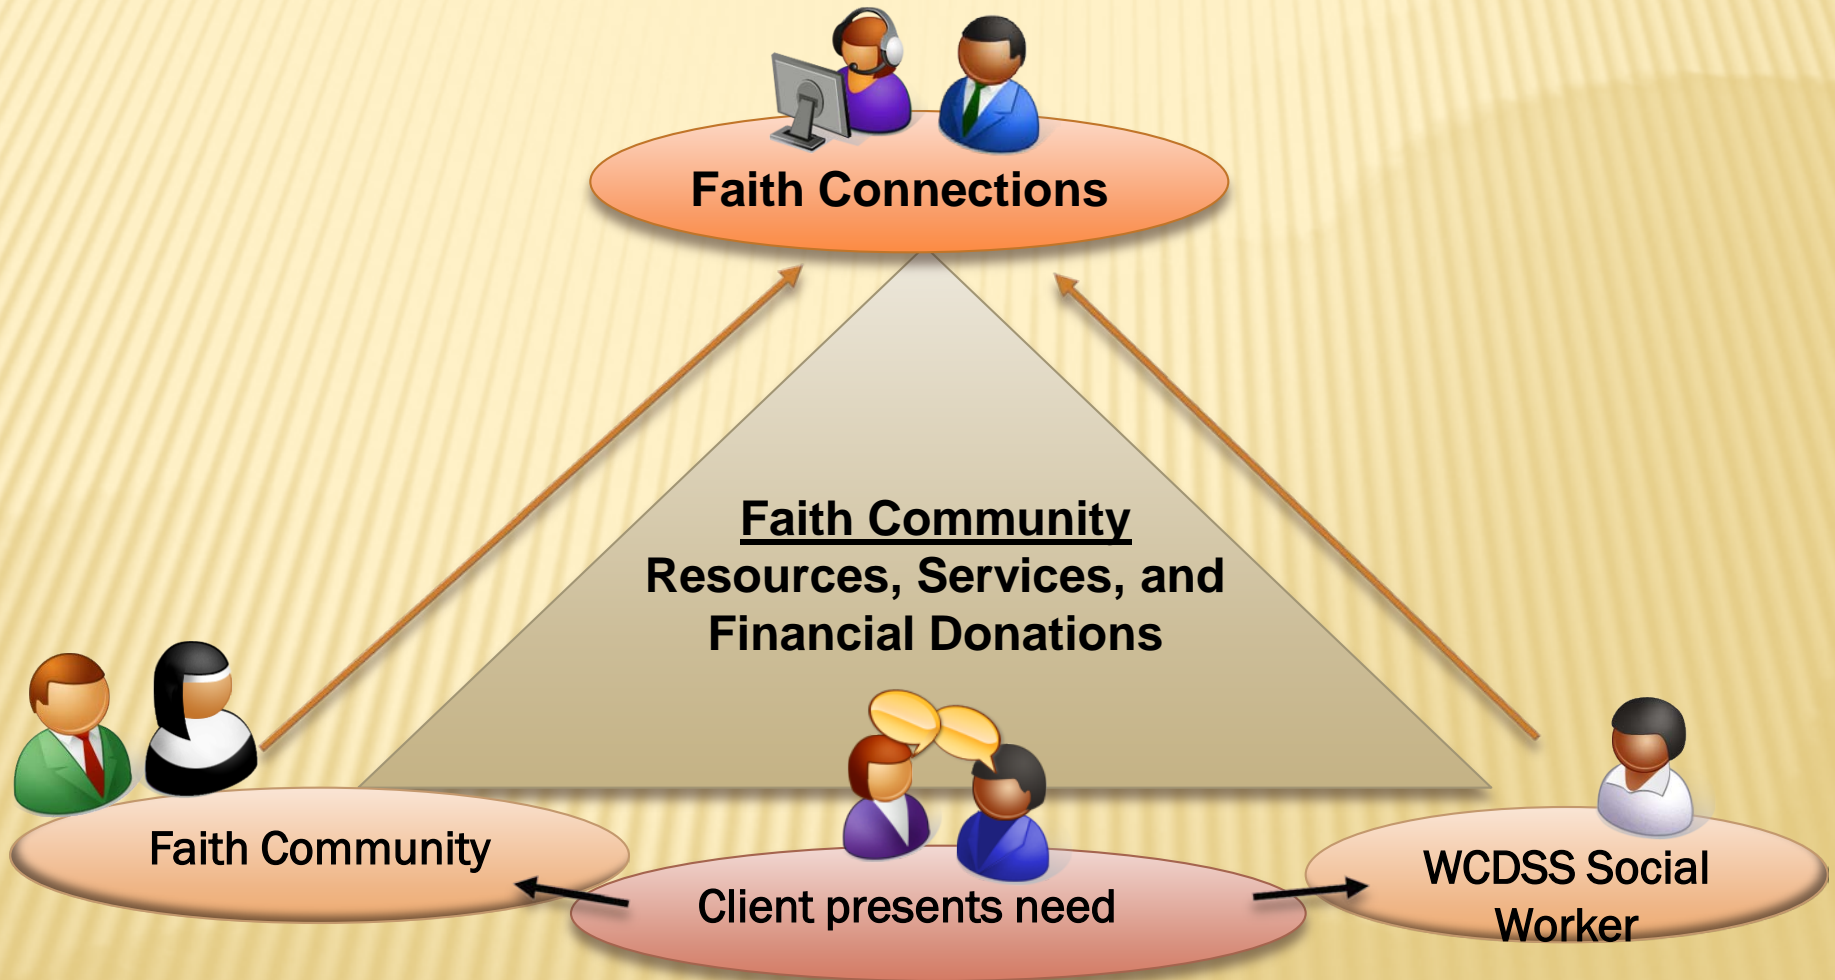 Faith Connections
Faith Community
Resources, Services, and
Financial Donations
Faith Community
Client presents need
WCDSS Social
Worker